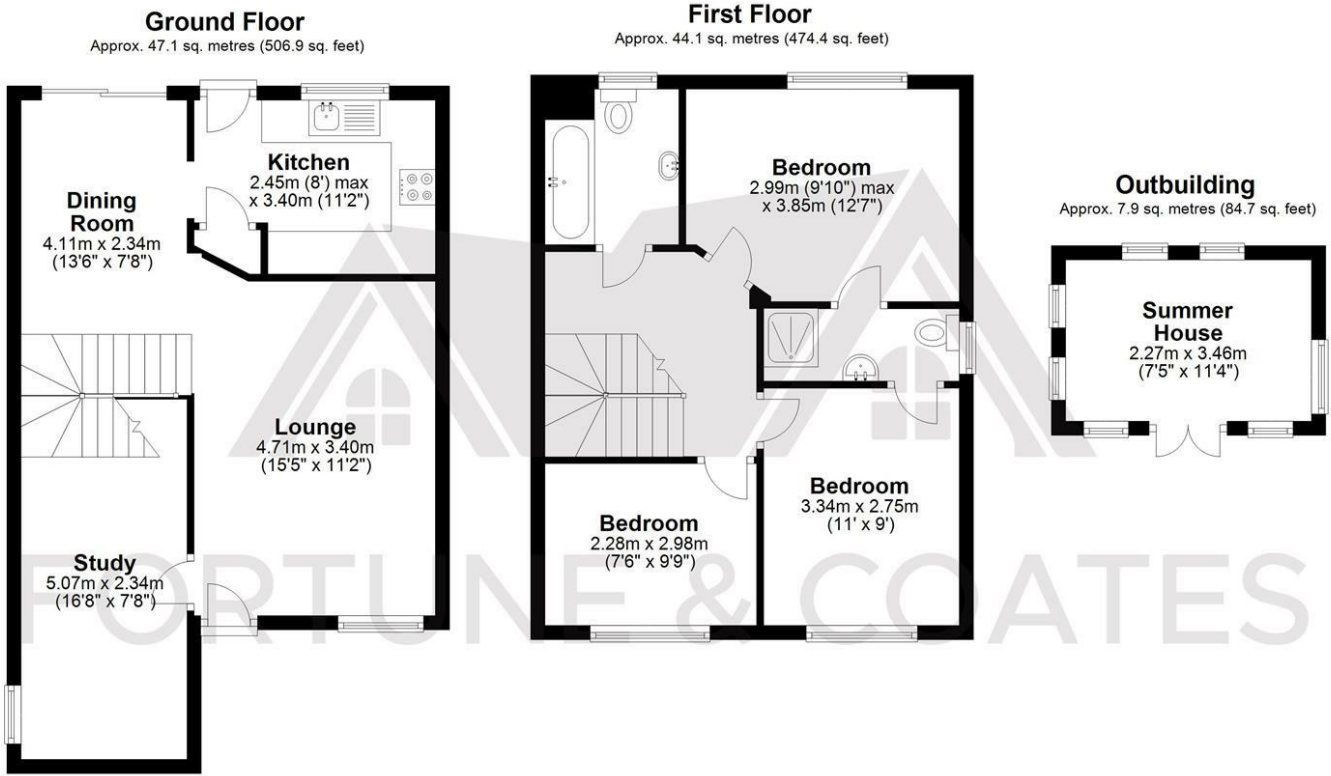 Ground Floor
Approx. 47.1 sq. metres (506.9 sq. feet)
Kitchen
2.45m (8') max
x 3.40m (11'2")
Dining
Room
4.11m x 2.34m
(13'6" x 7'8")
Lounge
4.71m x 3.40m
(15'5" x 11'2")
Study
5.07m x 2.34m
(16'8" x 7'8")
First Floor
Approx. 44.1 sq. metres (474.4 sq. feet)
Bedroom
2.99m (9'10") max
x 3.85m (12'7")
Bedroom
3.34m x 2.75m
(11' x 9')
Bedroom
2.28m x 2.98m
(7'6" x 9'9")
Outbuilding
Approx. 7.9 sq. metres (84.7 sq. feet)
Summer
House
2.27m x 3.46m
(7'5" x 11'4")
FORTUNE & COATES